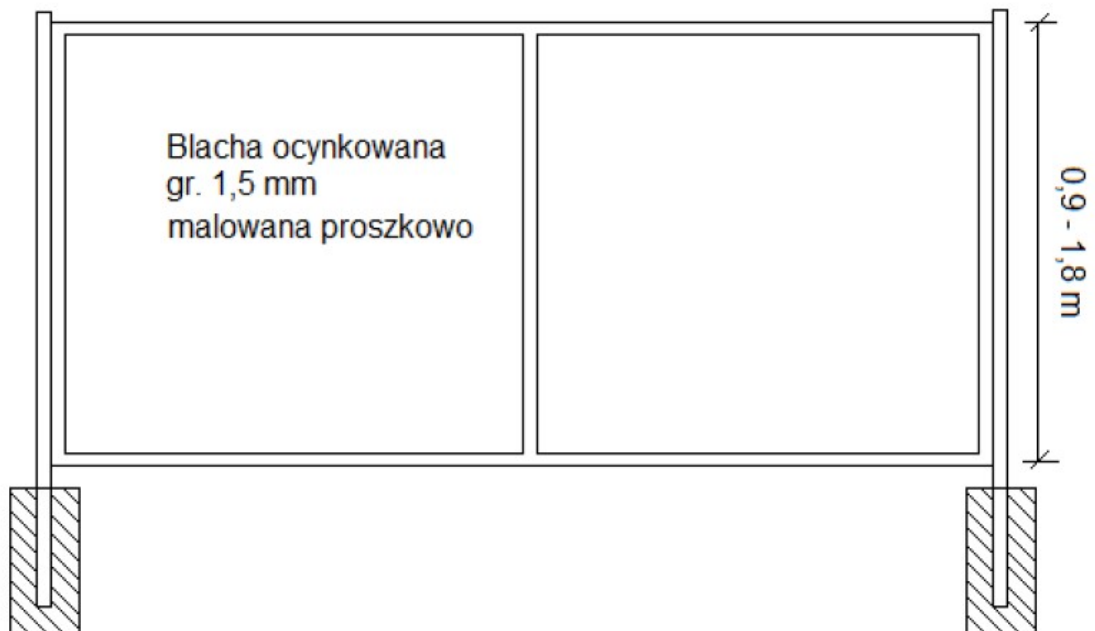 Blacha ocynkowana
gr. 1,5 mm
malowana proszkowo
0,9 - 1,8 m